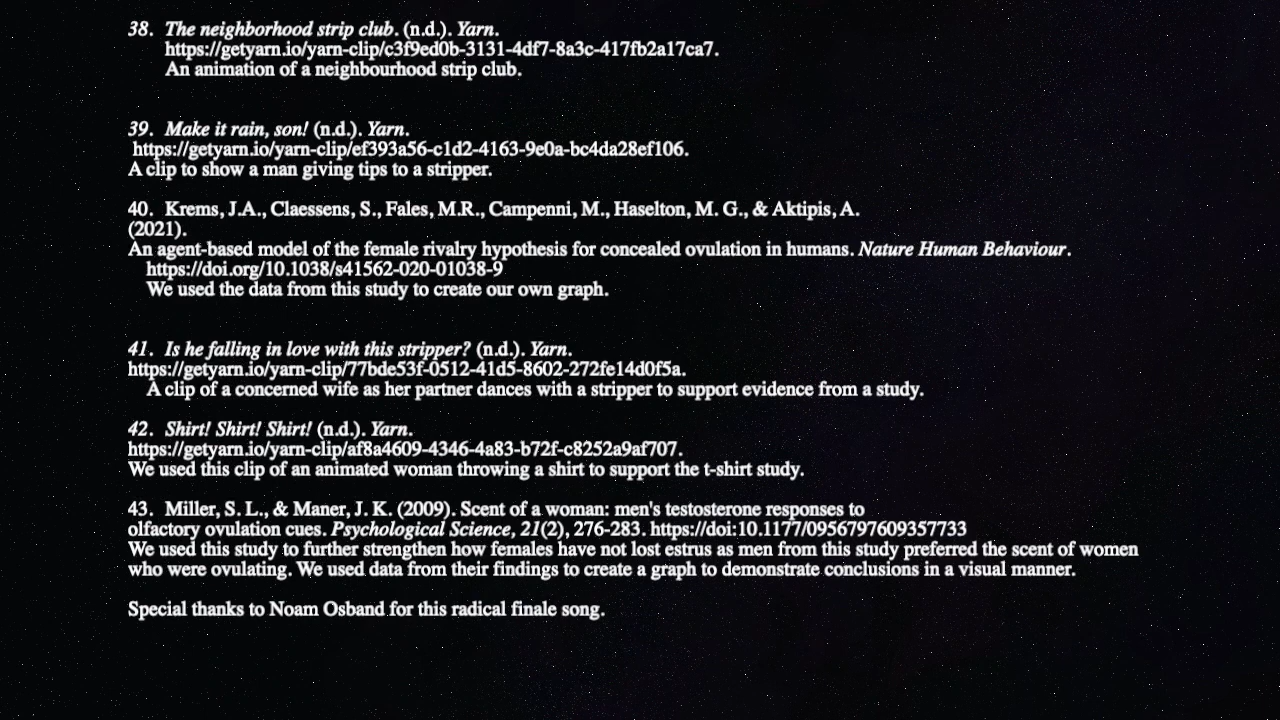 38. The neighborhood strip club. (n.d.). Yarn.
https://getyarn.io/yarn-clip/c3f9ed0b-3131-4df7-8a3c-417fb2a17ca7.
An animation of a neighbourhood strip club.
39. Make it rain, son! (n.d.). Yarn.
https://getyarn.io/yarn-clip/ef393a56-c1d2-4163-9e0a-bc4da28ef106.
A clip to show a man giving tips to a stripper.
40. Krems, J.A., Claessens, S., Fales, M.R., Campenni, M., Haselton, M. G., & Aktipis, A.
(2021).
An agent-based model of the female rivalry hypothesis for concealed ovulation in humans. Nature Human Behaviour.
https://doi.org/10.1038/s41562-020-01038-9
We used the data from this study to create our own graph.
41. Is he falling in love with this stripper? (n.d.). Yarn.
https://getyarn.io/yarn-clip/77bde53f-0512-41d5-8602-272fe14d0f5a.
A clip of a concerned wife as her partner dances with a stripper to support evidence from a study.
42. Shirt! Shirt! Shirt! (n.d.). Yarn.
https://getyarn.io/yarn-clip/af8a4609-4346-4a83-b72f-c8252a9af707.
We used this clip of an animated woman throwing a shirt to support the t-shirt study.
43. Miller, S. L., & Maner, J. K. (2009). Scent of a woman: men's testosterone responses to
olfactory ovulation cues. Psychological Science, 21(2), 276-283. https://doi:10.1177/0956797609357733
We used this study to further strengthen how females have not lost estrus as men from this study preferred the scent of women
who were ovulating. We used data from their findings to create a graph to demonstrate conclusions in a visual manner.
Special thanks to Noam Osband for this radical finale song.